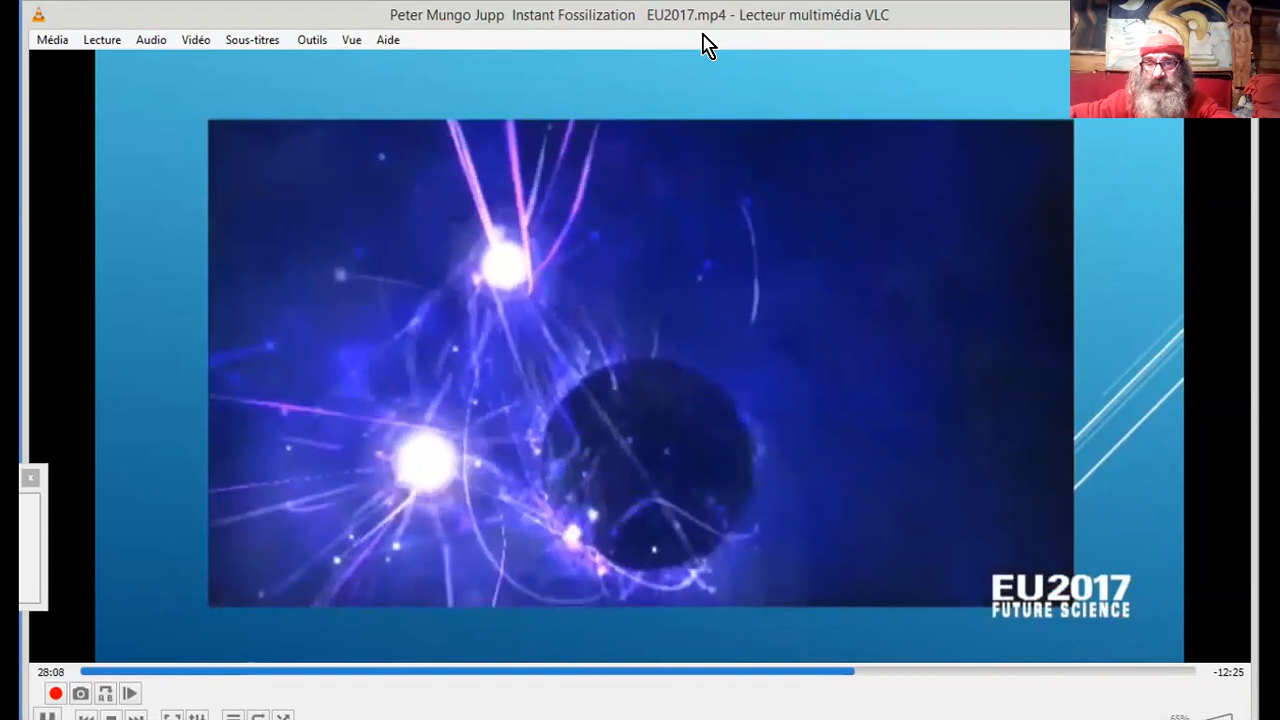 Peter Mungo Jupp  Instant Fossilization   EU2017.mp4 - Lecteur multimédia VLC
Média Lecture Audio Vidéo Sous-titres Outils Vue Aide
x
EU2017
FUTURE SCIENCE
28:08 -12:25
A B
65%